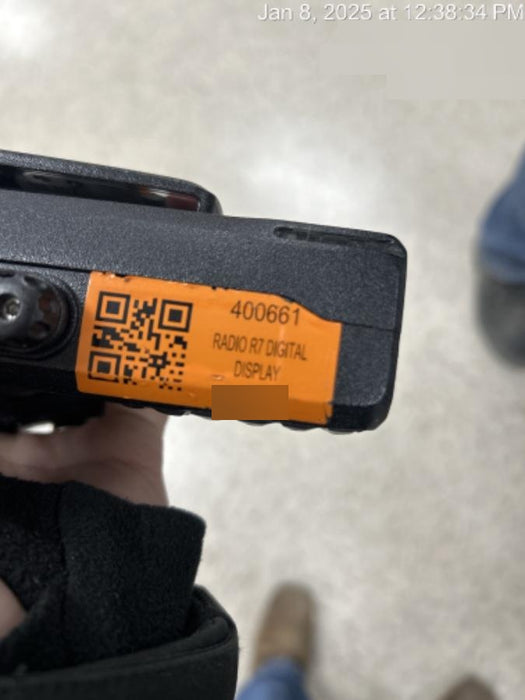 Jan 8, 2025 at 12:38:34 PM
400661
RADIO R7 DIGITAL
DISPLAY